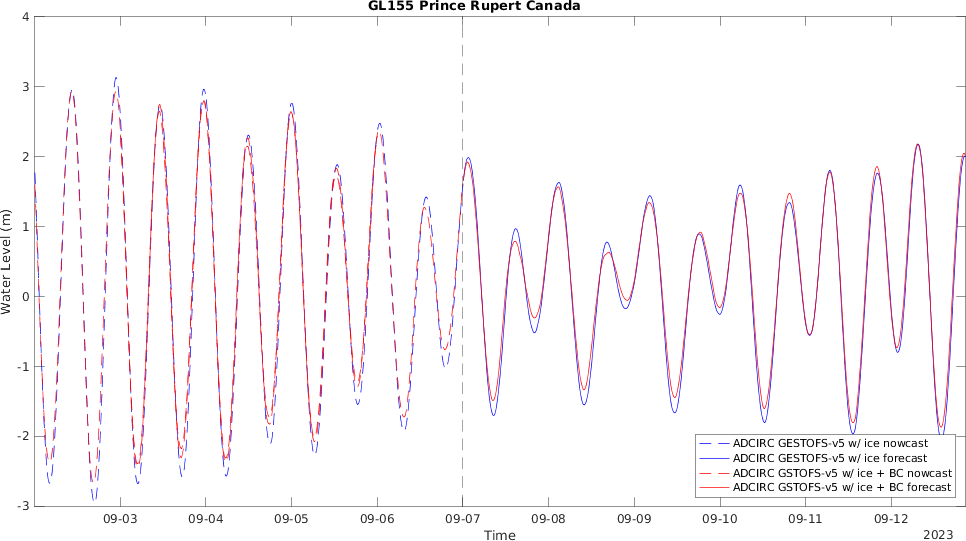 GL155 Prince Rupert Canada
4
3
2
1
0
-1
-2
-3
Water Level (m)
09-03 09-04 09-05 09-06 09-07 09-08 09-09 09-10 09-11 09-12
Time
2023
ADCIRC GESTOFS-v5 w/ ice nowcast
ADCIRC GESTOFS-v5 w/ ice forecast
ADCIRC GSTOFS-v5 w/ ice + BC nowcast
ADCIRC GSTOFS-v5 w/ ice + BC forecast